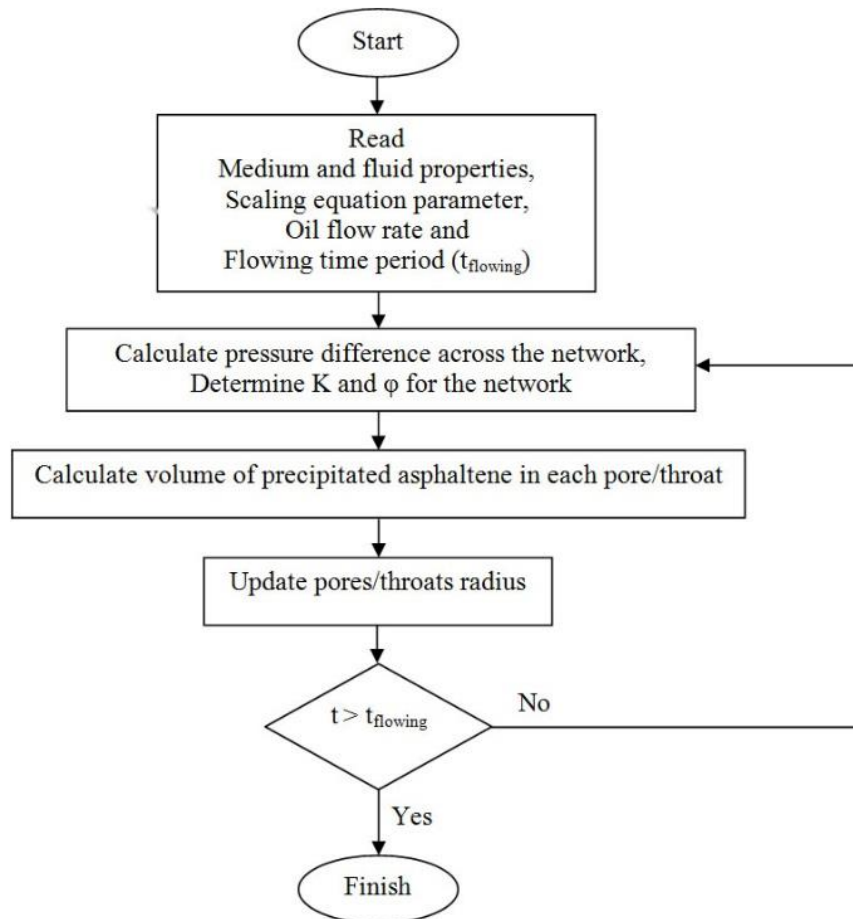 Start
Read
Medium and fluid properties,
Scaling equation parameter,
Oil flow rate and
Flowing time period (t_flowing)
Calculate pressure difference across the network,
Determine K and φ for the network
Calculate volume of precipitated asphaltene in each pore/throat
Update pores/throats radius
t > t_flowing
No
Yes
Finish